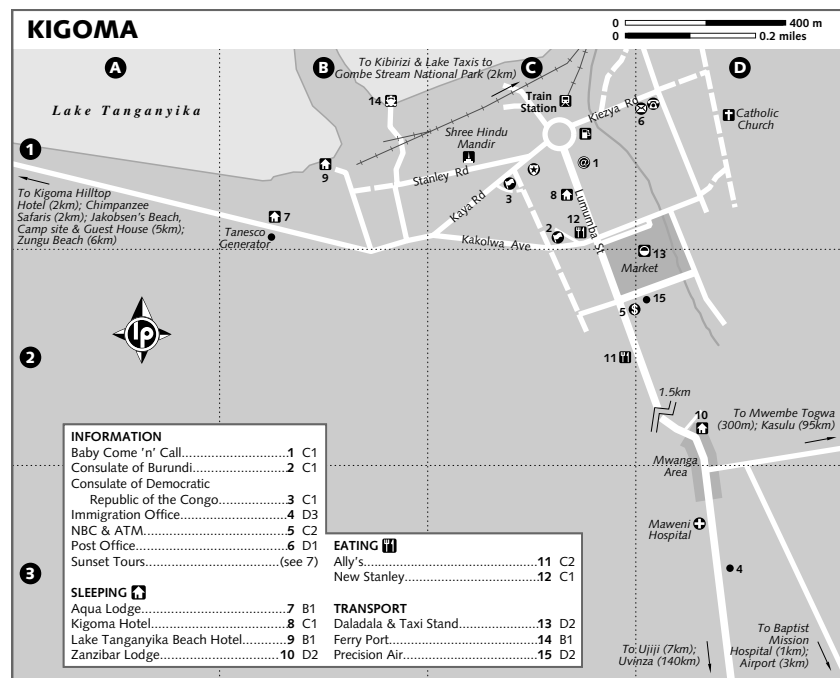 KIGOMA
0 400 m
0 0.2 miles
A
B
C
D
1
2
3
Lake Tanganyika
To Kibirizi & Lake Taxis to
Gombe Stream National Park (2km)
14
Train
Station
Kiezya Rd
6
Catholic
Church
Shree Hindu
Mandir
9
Stanley Rd
1
3
8
Kaya Rd
Lumumba St
12
To Kigoma Hilltop
Hotel (2km); Chimpanzee
Safaris (2km); Jakobsen's Beach,
Camp site & Guest House (5km);
Zungu Beach (6km)
7
Tanesco
Generator
Kakolwa Ave
2
13
Market
15
5
lp
11
1.5km
10
To Mwembe Togwa
(300m); Kasulu (95km)
Mwanga
Area
Maweni
Hospital
4
To Ujiji (7km);
Uvinza (140km)
To Baptist
Mission
Hospital (1km);
Airport (3km)
INFORMATION
Baby Come 'n' Call 1 C1
Consulate of Burundi 2 C1
Consulate of Democratic
Republic of the Congo 3 C1
Immigration Office 4 D3
NBC & ATM 5 C2
Post Office 6 D1
Sunset Tours (see 7)
SLEEPING
Aqua Lodge 7 B1
Kigoma Hotel 8 C1
Lake Tanganyika Beach Hotel 9 B1
Zanzibar Lodge 10 D2
EATING
Ally's 11 C2
New Stanley 12 C1
TRANSPORT
Daladala & Taxi Stand 13 D2
Ferry Port 14 B1
Precision Air 15 D2